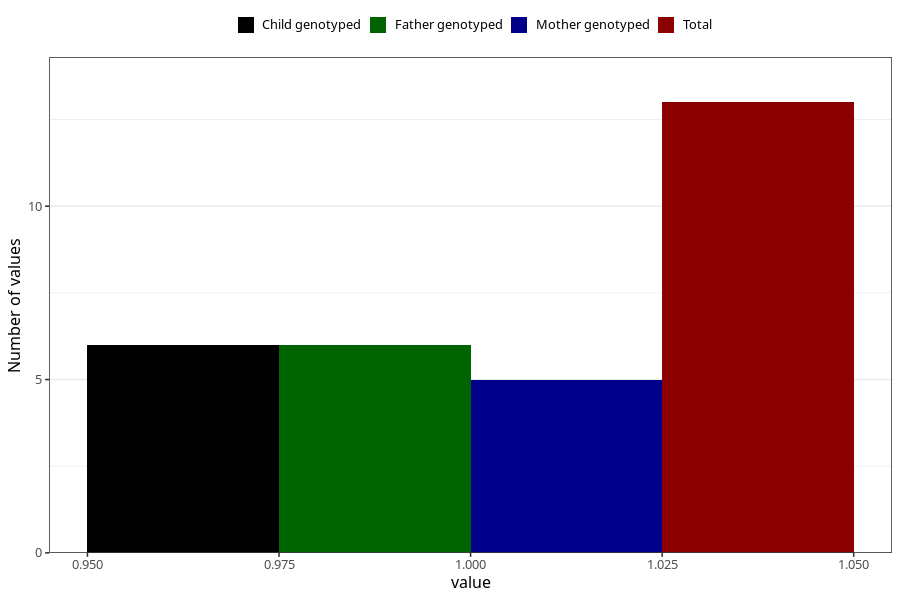 Child genotyped Father genotyped Mother genotyped Total
Number of values
10
5
0
0.950 0.975 1.000 1.025 1.050
value